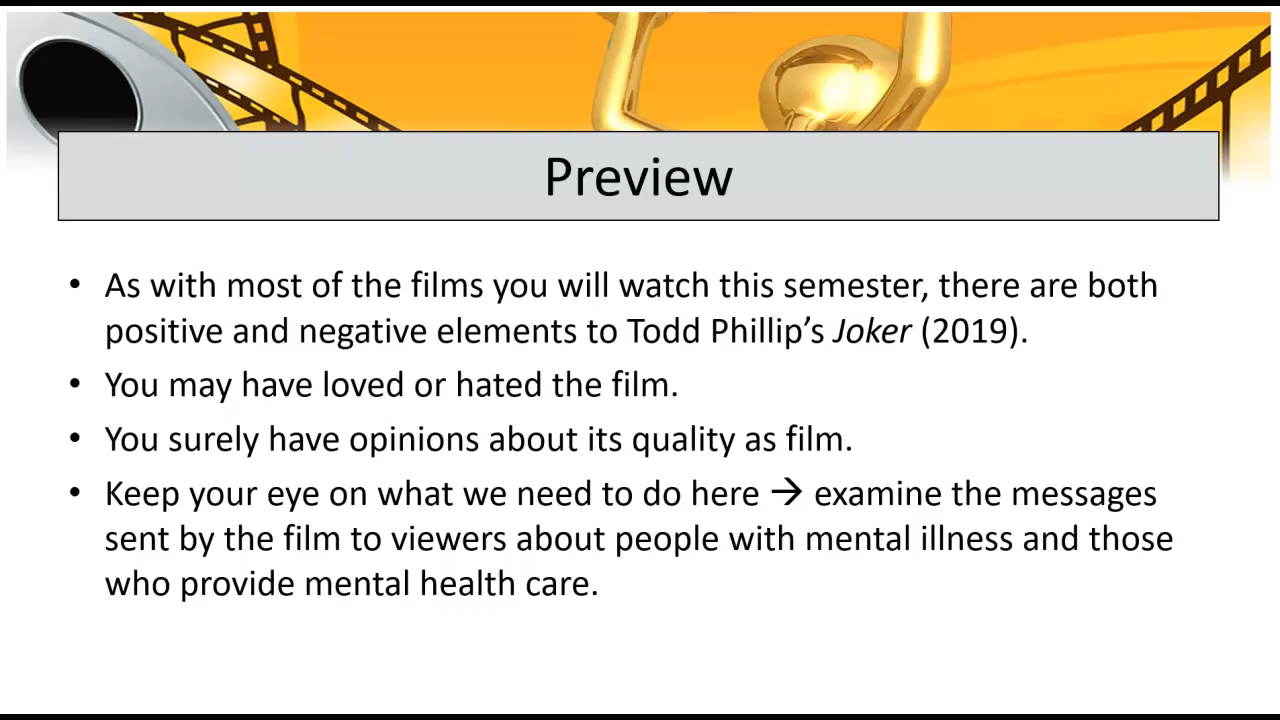 Preview
• As with most of the films you will watch this semester, there are both
positive and negative elements to Todd Phillip’s Joker (2019).
• You may have loved or hated the film.
• You surely have opinions about its quality as film.
• Keep your eye on what we need to do here → examine the messages
sent by the film to viewers about people with mental illness and those
who provide mental health care.